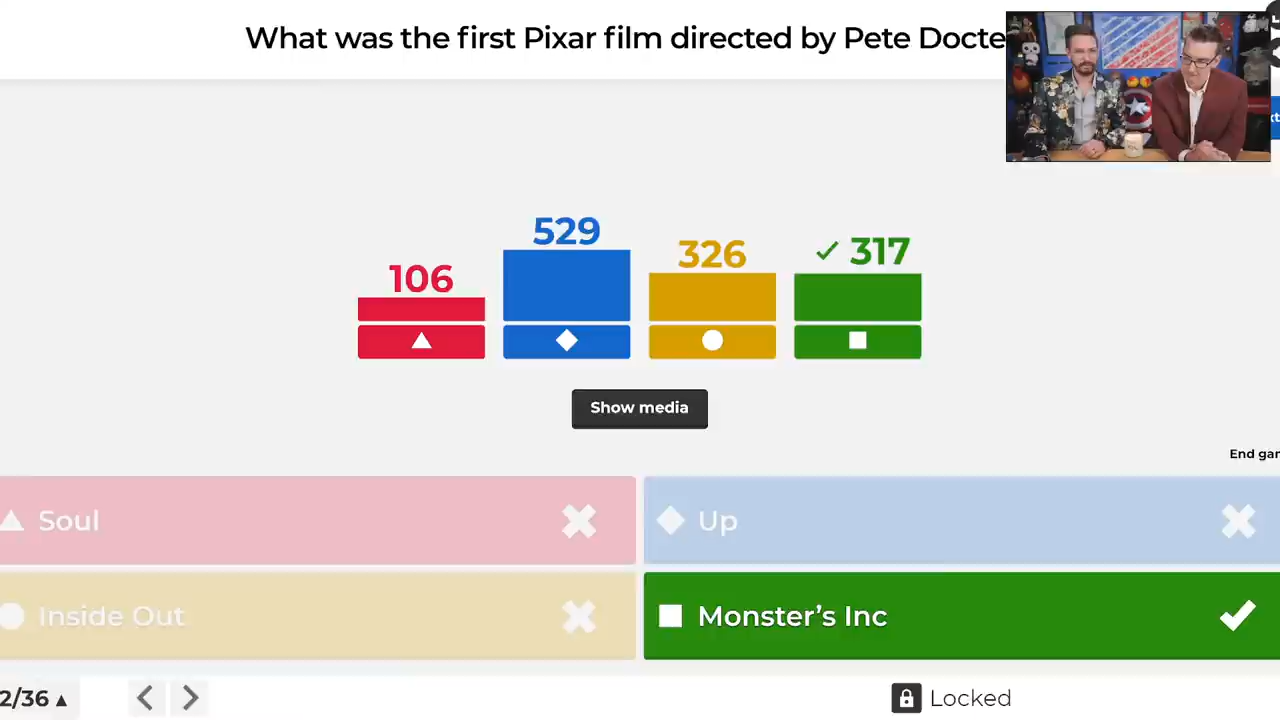 What was the first Pixar film directed by Pete Docte
106
529
326
317
Show media
End gar
Soul
Up
Inside Out
Monster’s Inc
2/36
Locked